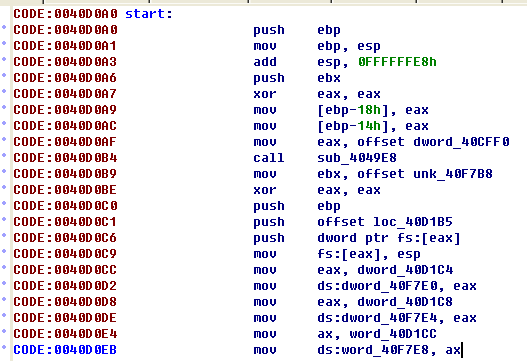 CODE:0040D0A0 start:
CODE:0040D0A0 push ebp
CODE:0040D0A1 mov ebp, esp
CODE:0040D0A3 add esp, 0FFFFFFE8h
CODE:0040D0A6 push ebx
CODE:0040D0A7 xor eax, eax
CODE:0040D0A9 mov [ebp-18h], eax
CODE:0040D0AC mov [ebp-14h], eax
CODE:0040D0AF mov eax, offset dword_40CFF0
CODE:0040D0B4 call sub_4049E8
CODE:0040D0B9 mov ebx, offset unk_40F7B8
CODE:0040D0BE xor eax, eax
CODE:0040D0C0 push ebp
CODE:0040D0C1 push offset loc_40D1B5
CODE:0040D0C6 push dword ptr fs:[eax]
CODE:0040D0C9 mov fs:[eax], esp
CODE:0040D0CC mov eax, dword_40D1C4
CODE:0040D0D2 mov ds:dword_40F7E0, eax
CODE:0040D0D8 mov eax, dword_40D1C8
CODE:0040D0DE mov ds:dword_40F7E4, eax
CODE:0040D0E4 mov ax, word_40D1CC
CODE:0040D0EB mov ds:word_40F7E8, ax